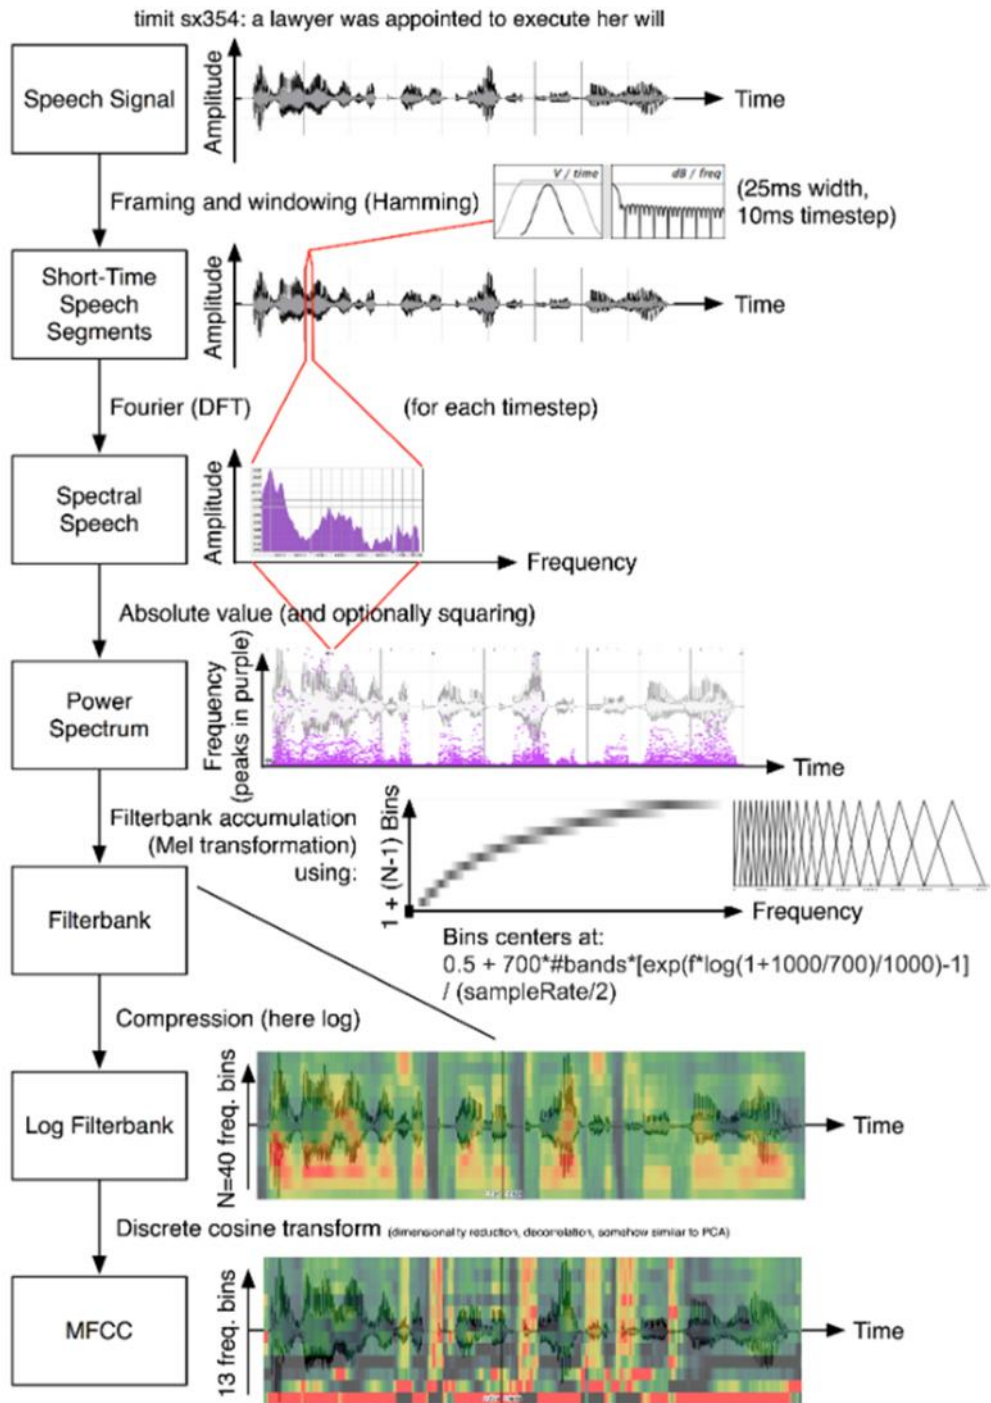 timit sx354: a lawyer was appointed to execute her will
Speech Signal
Amplitude
Time
Framing and windowing (Hamming)
V / time
dB / freq
(25ms width,
10ms timestep)
Short-Time
Speech
Segments
Amplitude
Time
Fourier (DFT)
(for each timestep)
Spectral
Speech
Amplitude
Frequency
Absolute value (and optionally squaring)
Power
Spectrum
Frequency
(peaks in purple)
Time
Filterbank accumulation
(Mel transformation)
using:
1 + (N-1) Bins
Frequency
Filterbank
Bins centers at:
0.5 + 700*#bands*[exp(f*log(1+1000/700)/1000)-1]
/ (sampleRate/2)
Compression (here log)
Log Filterbank
N=40 freq. bins
Time
Discrete cosine transform (dimensionality reduction, decorrelation, somehow similar to PCA)
MFCC
13 freq. bins
Time